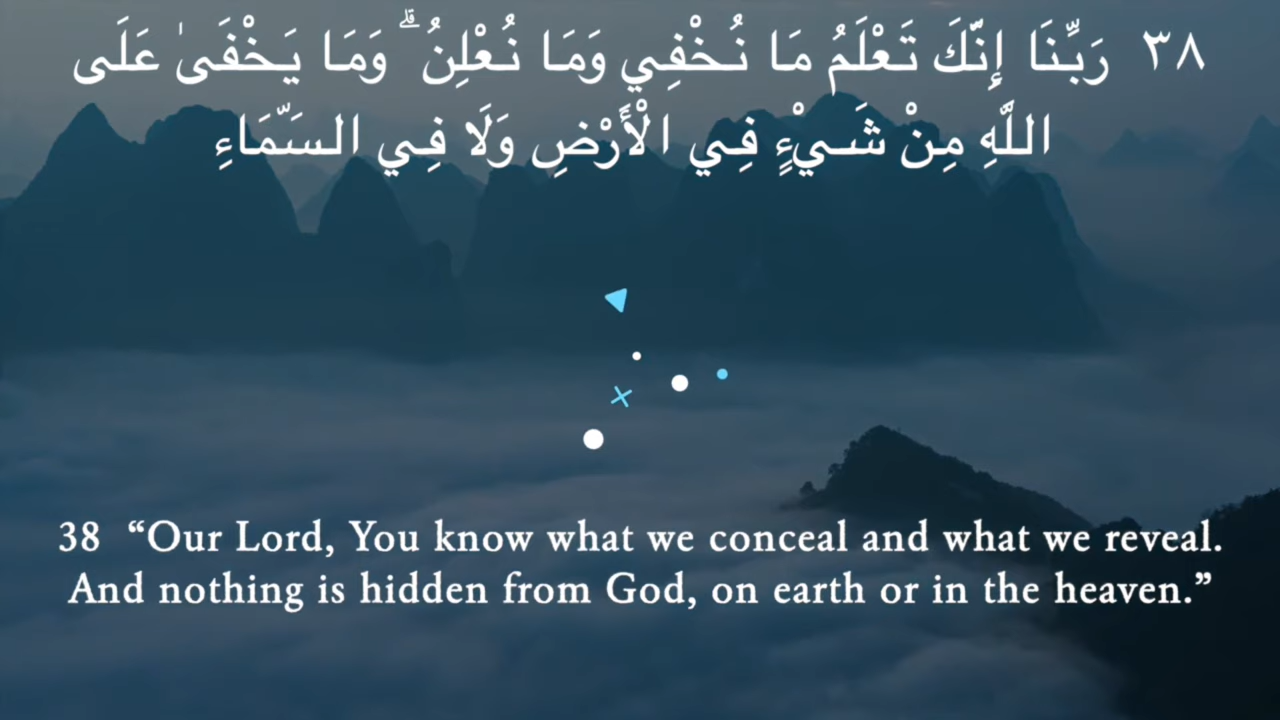 ٣٨ رَبَّنَا إِنَّكَ تَعْلَمُ مَا نُخْفِي وَمَا نُعْلِنُ ۗ وَمَا يَخْفَىٰ عَلَى
اللَّهِ مِنْ شَيْءٍ فِي الْأَرْضِ وَلَا فِي السَّمَاءِ
38 “Our Lord, You know what we conceal and what we reveal.
And nothing is hidden from God, on earth or in the heaven.”